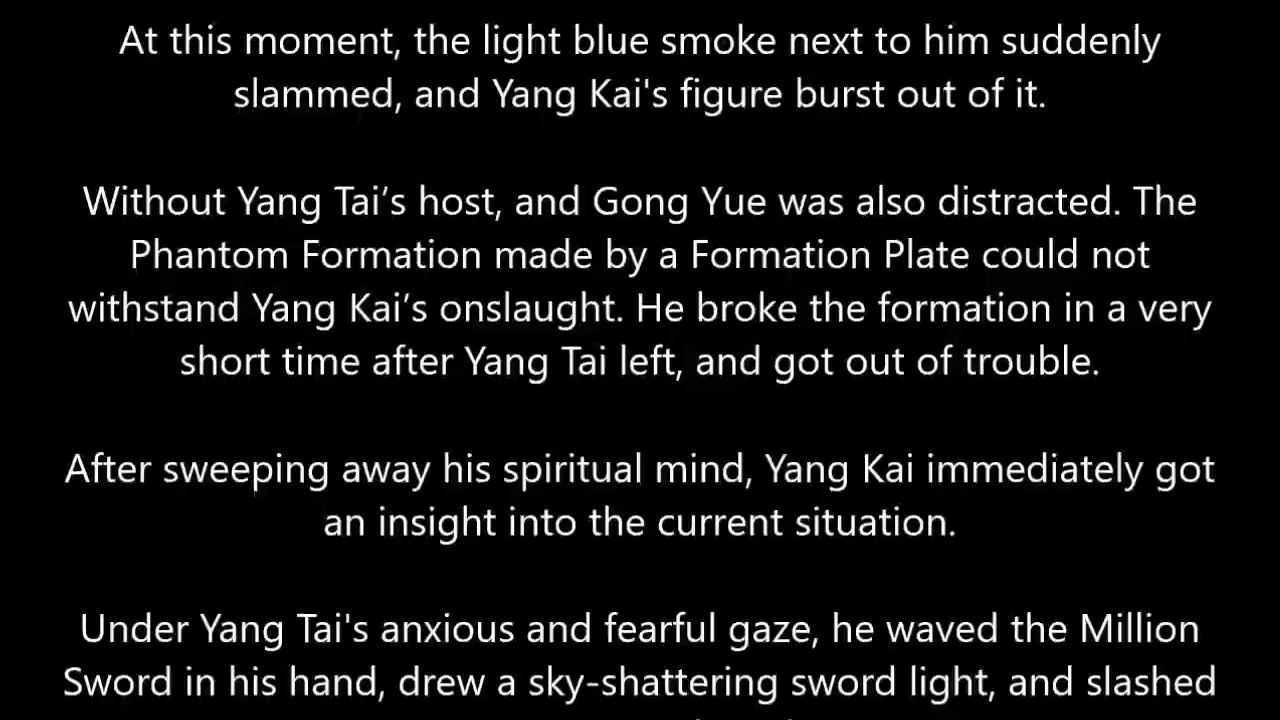 At this moment, the light blue smoke next to him suddenly
slammed, and Yang Kai's figure burst out of it.
Without Yang Tai’s host, and Gong Yue was also distracted. The
Phantom Formation made by a Formation Plate could not
withstand Yang Kai’s onslaught. He broke the formation in a very
short time after Yang Tai left, and got out of trouble.
After sweeping away his spiritual mind, Yang Kai immediately got
an insight into the current situation.
Under Yang Tai's anxious and fearful gaze, he waved the Million
Sword in his hand, drew a sky-shattering sword light, and slashed